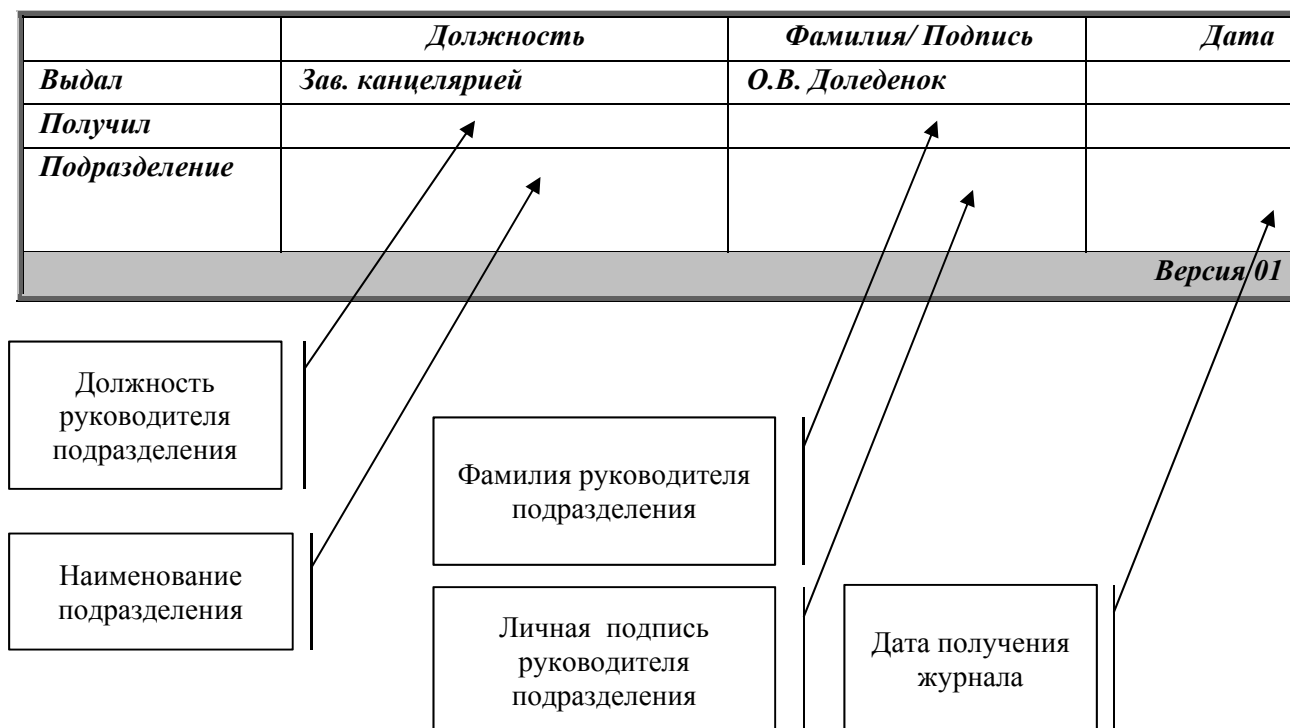 Должность Фамилия/ Подпись Дата
Выдал Зав. канцелярией О.В. Доледенок
Получил
Подразделение
Версия 01
Должность
руководителя
подразделения
Фамилия руководителя
подразделения
Наименование
подразделения
Личная подпись
руководителя
подразделения
Дата получения
журнала